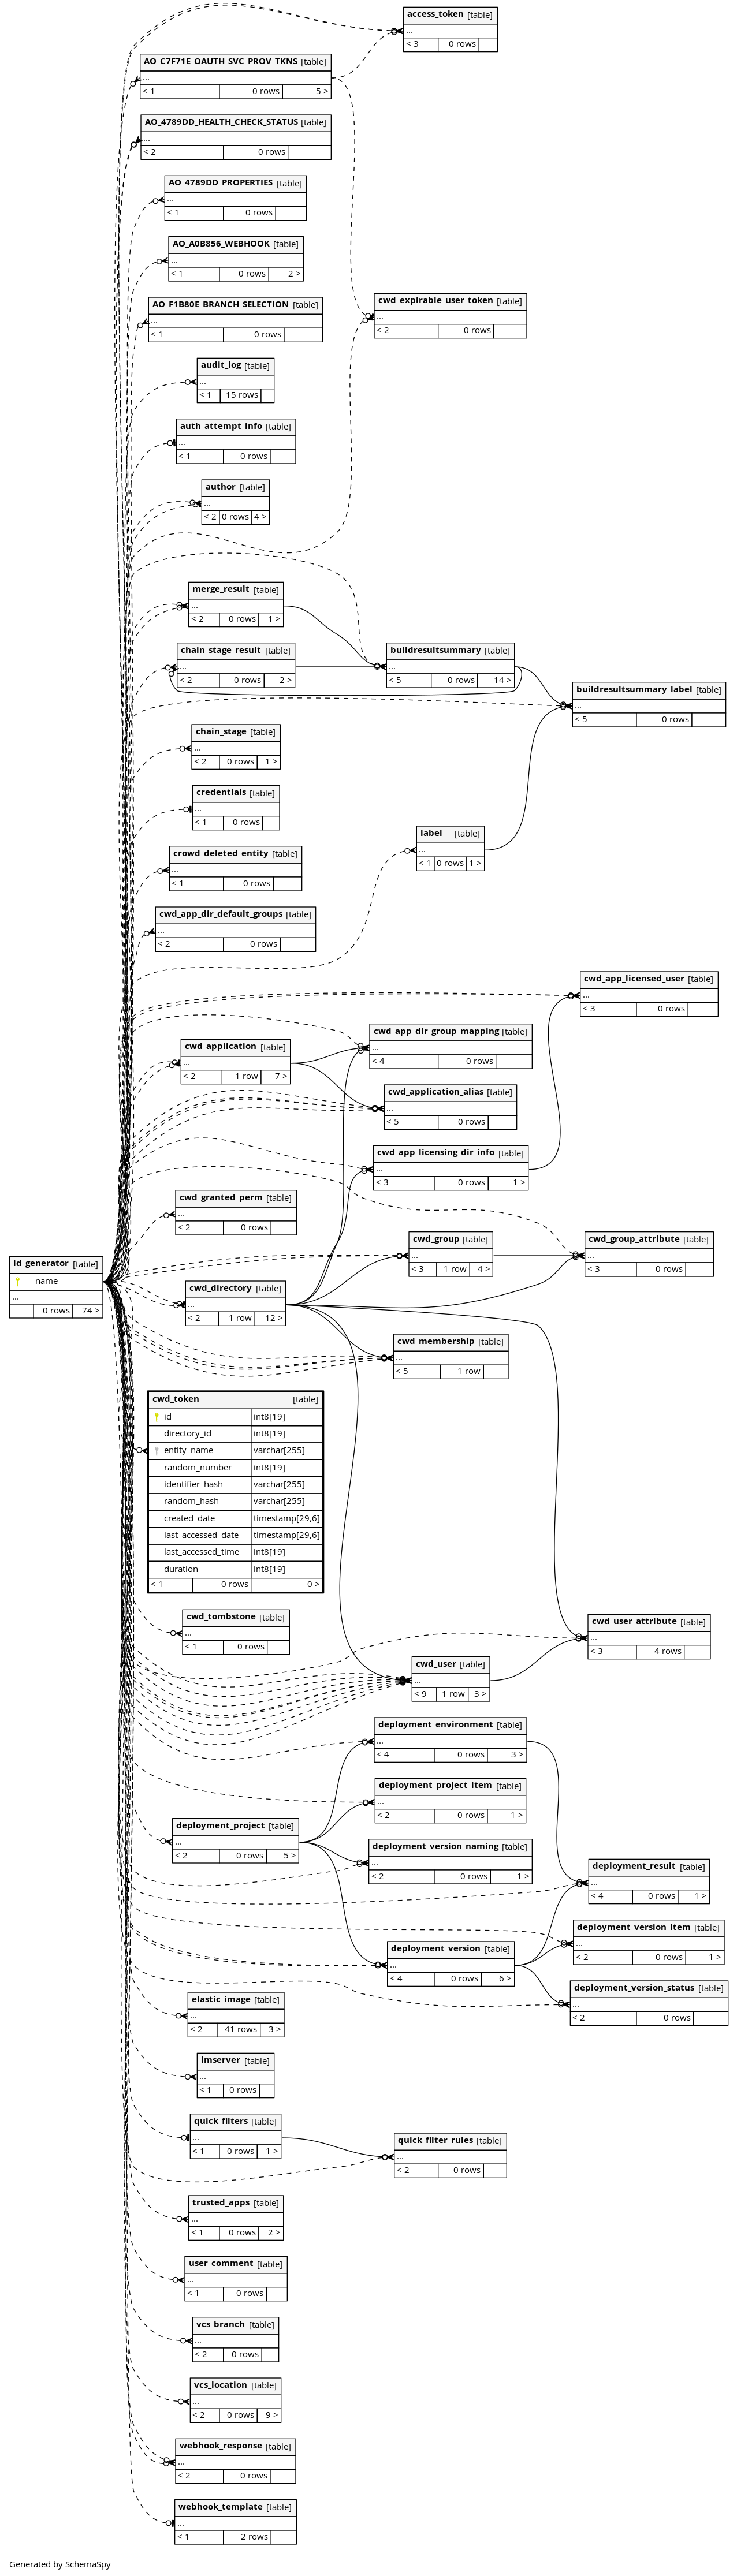 access_token [table]
...
< 3 0 rows
AO_C7F71E_OAUTH_SVC_PROV_TKNS [table]
...
< 1 0 rows 5 >
AO_4789DD_HEALTH_CHECK_STATUS [table]
...
< 2 0 rows
AO_4789DD_PROPERTIES [table]
...
< 1 0 rows
AO_A0B856_WEBHOOK [table]
...
< 1 0 rows 2 >
AO_F1B80E_BRANCH_SELECTION [table]
...
< 1 0 rows
cwd_expirable_user_token [table]
...
< 2 0 rows
audit_log [table]
...
< 1 15 rows
auth_attempt_info [table]
...
< 1 0 rows
author [table]
...
< 2 0 rows 4 >
merge_result [table]
...
< 2 0 rows 1 >
chain_stage_result [table]
...
< 2 0 rows 2 >
buildresultsummary [table]
...
< 5 0 rows 14 >
buildresultsummary_label [table]
...
< 5 0 rows
chain_stage [table]
...
< 2 0 rows 1 >
credentials [table]
...
< 1 0 rows
label [table]
...
< 1 0 rows 1 >
crowd_deleted_entity [table]
...
< 1 0 rows
cwd_app_dir_default_groups [table]
...
< 2 0 rows
cwd_app_licensed_user [table]
...
< 3 0 rows
cwd_app_dir_group_mapping [table]
...
< 4 0 rows
cwd_application [table]
...
< 2 1 row 7 >
cwd_application_alias [table]
...
< 5 0 rows
cwd_app_licensing_dir_info [table]
...
< 3 0 rows 1 >
cwd_granted_perm [table]
...
< 2 0 rows
cwd_group [table]
...
< 3 1 row 4 >
cwd_group_attribute [table]
...
< 3 0 rows
id_generator [table]
name
...
0 rows 74 >
cwd_directory [table]
...
< 2 1 row 12 >
cwd_membership [table]
...
< 5 1 row
cwd_token [table]
id int8[19]
directory_id int8[19]
entity_name varchar[255]
random_number int8[19]
identifier_hash varchar[255]
random_hash varchar[255]
created_date timestamp[29,6]
last_accessed_date timestamp[29,6]
last_accessed_time int8[19]
duration int8[19]
< 1 0 rows 0 >
cwd_tombstone [table]
...
< 1 0 rows
cwd_user_attribute [table]
...
< 3 4 rows
cwd_user [table]
...
< 9 1 row 3 >
deployment_environment [table]
...
< 4 0 rows 3 >
deployment_project_item [table]
...
< 2 0 rows 1 >
deployment_project [table]
...
< 2 0 rows 5 >
deployment_version_naming [table]
...
< 2 0 rows 1 >
deployment_result [table]
...
< 4 0 rows 1 >
deployment_version_item [table]
...
< 2 0 rows 1 >
deployment_version [table]
...
< 4 0 rows 6 >
deployment_version_status [table]
...
< 2 0 rows
elastic_image [table]
...
< 2 41 rows 3 >
imserver [table]
...
< 1 0 rows
quick_filters [table]
...
< 1 0 rows 1 >
quick_filter_rules [table]
...
< 2 0 rows
trusted_apps [table]
...
< 1 0 rows 2 >
user_comment [table]
...
< 1 0 rows
vcs_branch [table]
...
< 2 0 rows
vcs_location [table]
...
< 2 0 rows 9 >
webhook_response [table]
...
< 2 0 rows
webhook_template [table]
...
< 1 2 rows
Generated by SchemaSpy